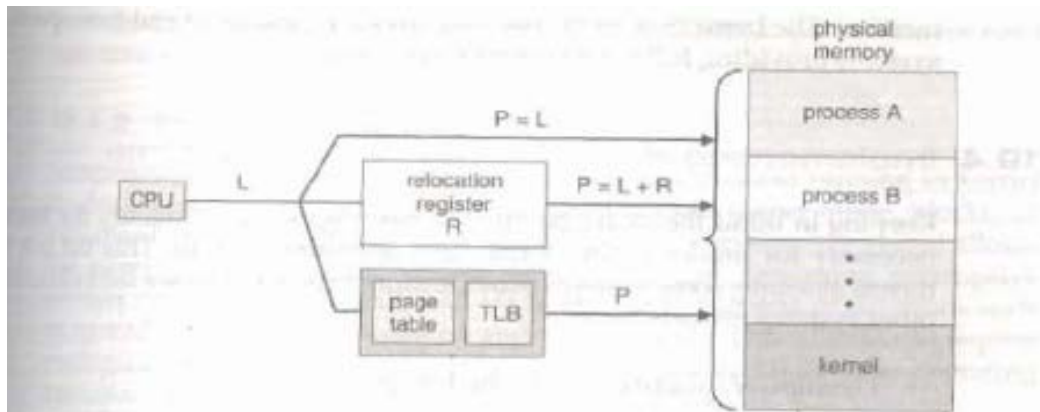 physical
memory
process A
P = L
L
CPU
relocation
register
R
P = L + R
process B
page
table
TLB
P
kernel